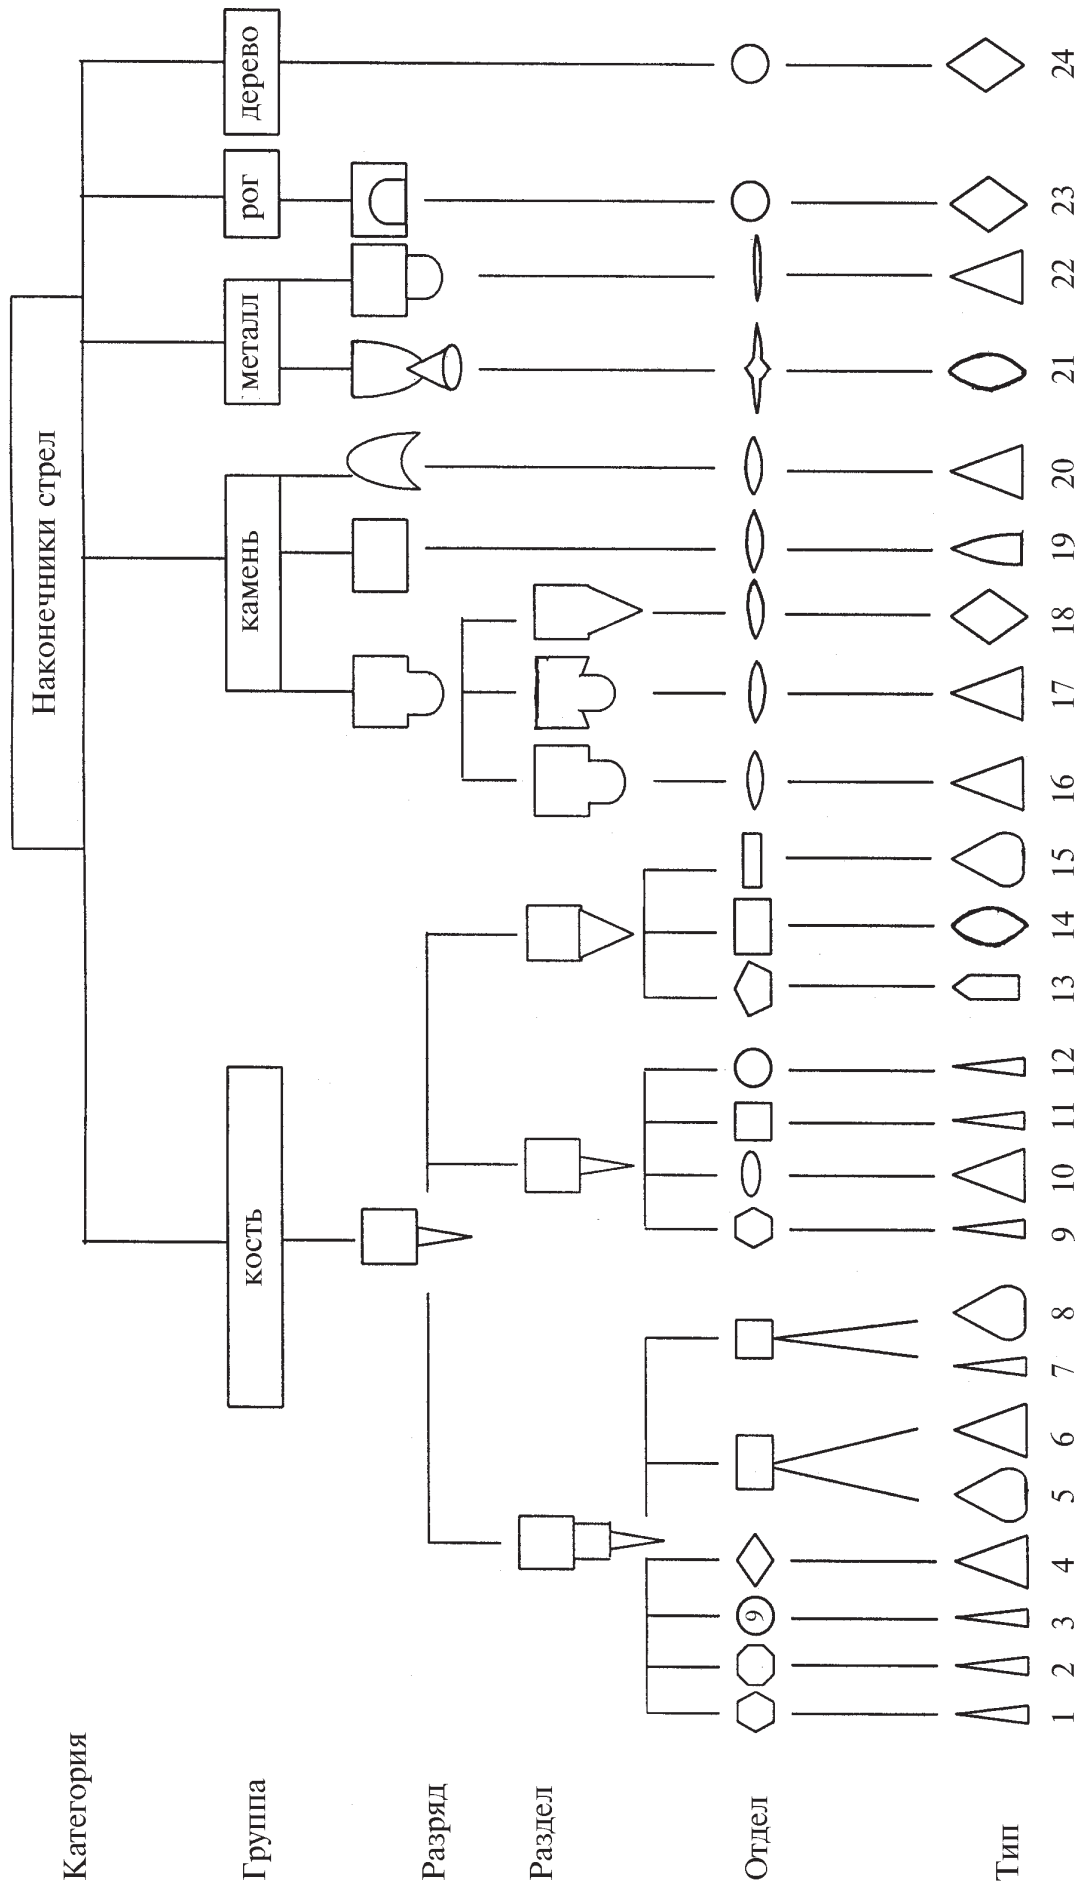 Категория
Наконечники стрел
Группа
кость
камень
металл
рог
дерево
Разряд
Раздел
Отдел
9
Тип
1 2 3 4 5 6 7 8 9 10 11 12 13 14 15 16 17 18 19 20 21 22 23 24